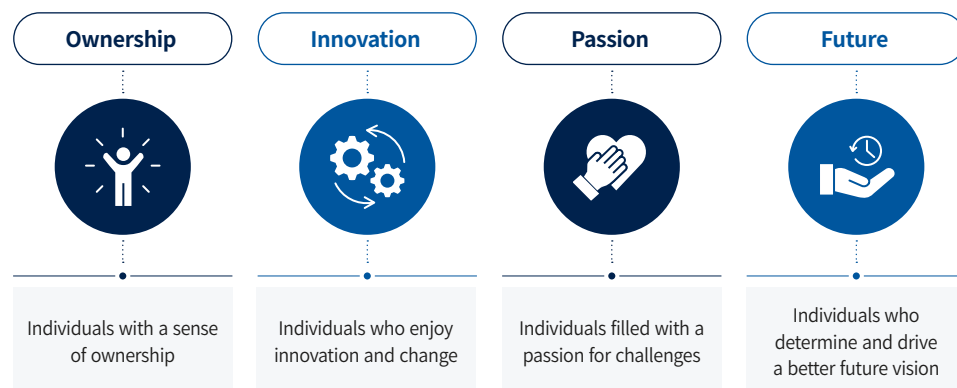 Ownership
Innovation
Passion
Future
Individuals with a sense
of ownership
Individuals who enjoy
innovation and change
Individuals filled with a
passion for challenges
Individuals who
determine and drive
a better future vision